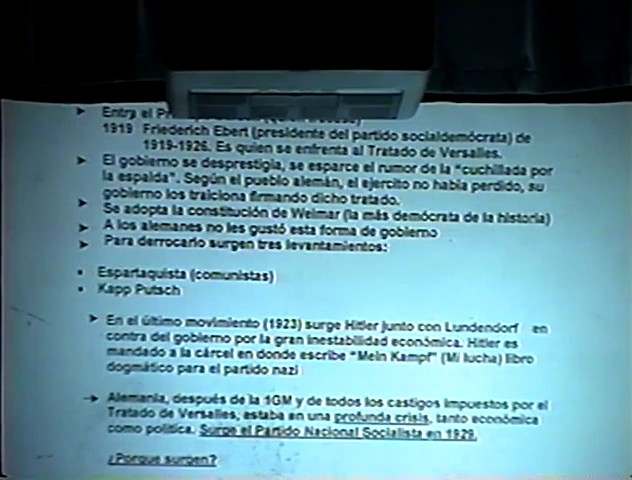 ➤ Entra el
1919 Friederich Ebert (presidente del partido socialdemócrata) de
1919-1926. Es quien se enfrenta al Tratado de Versalles.
➤ El gobierno se desprestigia, se esparce el rumor de la "cuchillada por
la espalda". Según el pueblo alemán, el ejercito no había perdido, su
gobierno los traiciona firmando dicho tratado.
➤ Se adopta la constitución de Weimar (la más demócrata de la historia)
➤ A los alemanes no les gustó esta forma de gobierno
➤ Para derrocarlo surgen tres levantamientos:
• Espartaquista (comunistas)
• Kapp Putsch
➤ En el último movimiento (1923) surge Hitler junto con Lundendorf en
contra del gobierno por la gran inestabilidad económica. Hitler es
mandado a la cárcel en donde escribe "Mein Kampf" (Mi lucha) libro
dogmático para el partido nazi
→ Alemania, después de la 1GM y de todos los castigos impuestos por el
Tratado de Versalles, estaba en una profunda crisis, tanto económica
como política. Surge el Partido Nacional Socialista en 1929.
¿Porque surgen?